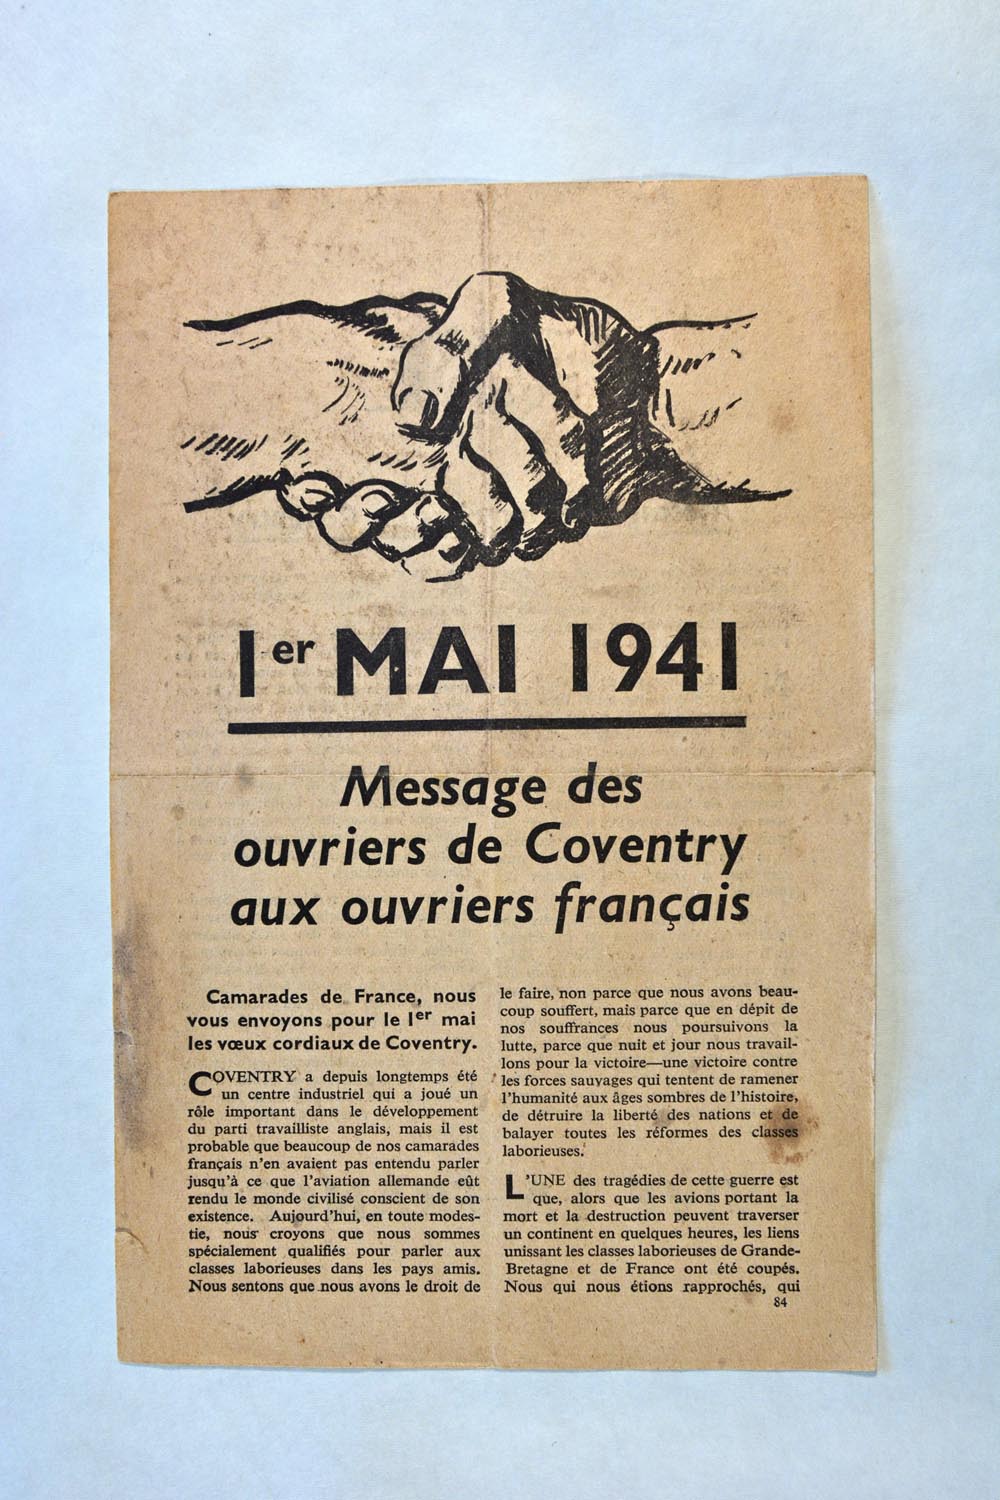 1er MAI 1941
Message des
ouvriers de Coventry
aux ouvriers français
Camarades de France, nous
vous envoyons pour le 1er mai
les vœux cordiaux de Coventry.
COVENTRY a depuis longtemps été
un centre industriel qui a joué un
rôle important dans le développement
du parti travailliste anglais, mais il est
probable que beaucoup de nos camarades
français n'en avaient pas entendu parler
jusqu'à ce que l'aviation allemande eût
rendu le monde civilisé conscient de son
existence. Aujourd'hui, en toute modes-
tie, nous croyons que nous sommes
spécialement qualifiés pour parler aux
classes laborieuses dans les pays amis.
Nous sentons que nous avons le droit de
le faire, non parce que nous avons beau-
coup souffert, mais parce que en dépit de
nos souffrances nous poursuivons la
lutte, parce que nuit et jour nous travail-
lons pour la victoire—une victoire contre
les forces sauvages qui tentent de ramener
l'humanité aux âges sombres de l'histoire,
de détruire la liberté des nations et de
balayer toutes les réformes des classes
laborieuses.
L'UNE des tragédies de cette guerre est
que, alors que les avions portant la
mort et la destruction peuvent traverser
un continent en quelques heures, les liens
unissant les classes laborieuses de Grande-
Bretagne et de France ont été coupés.
Nous qui nous étions rapprochés, qui
84